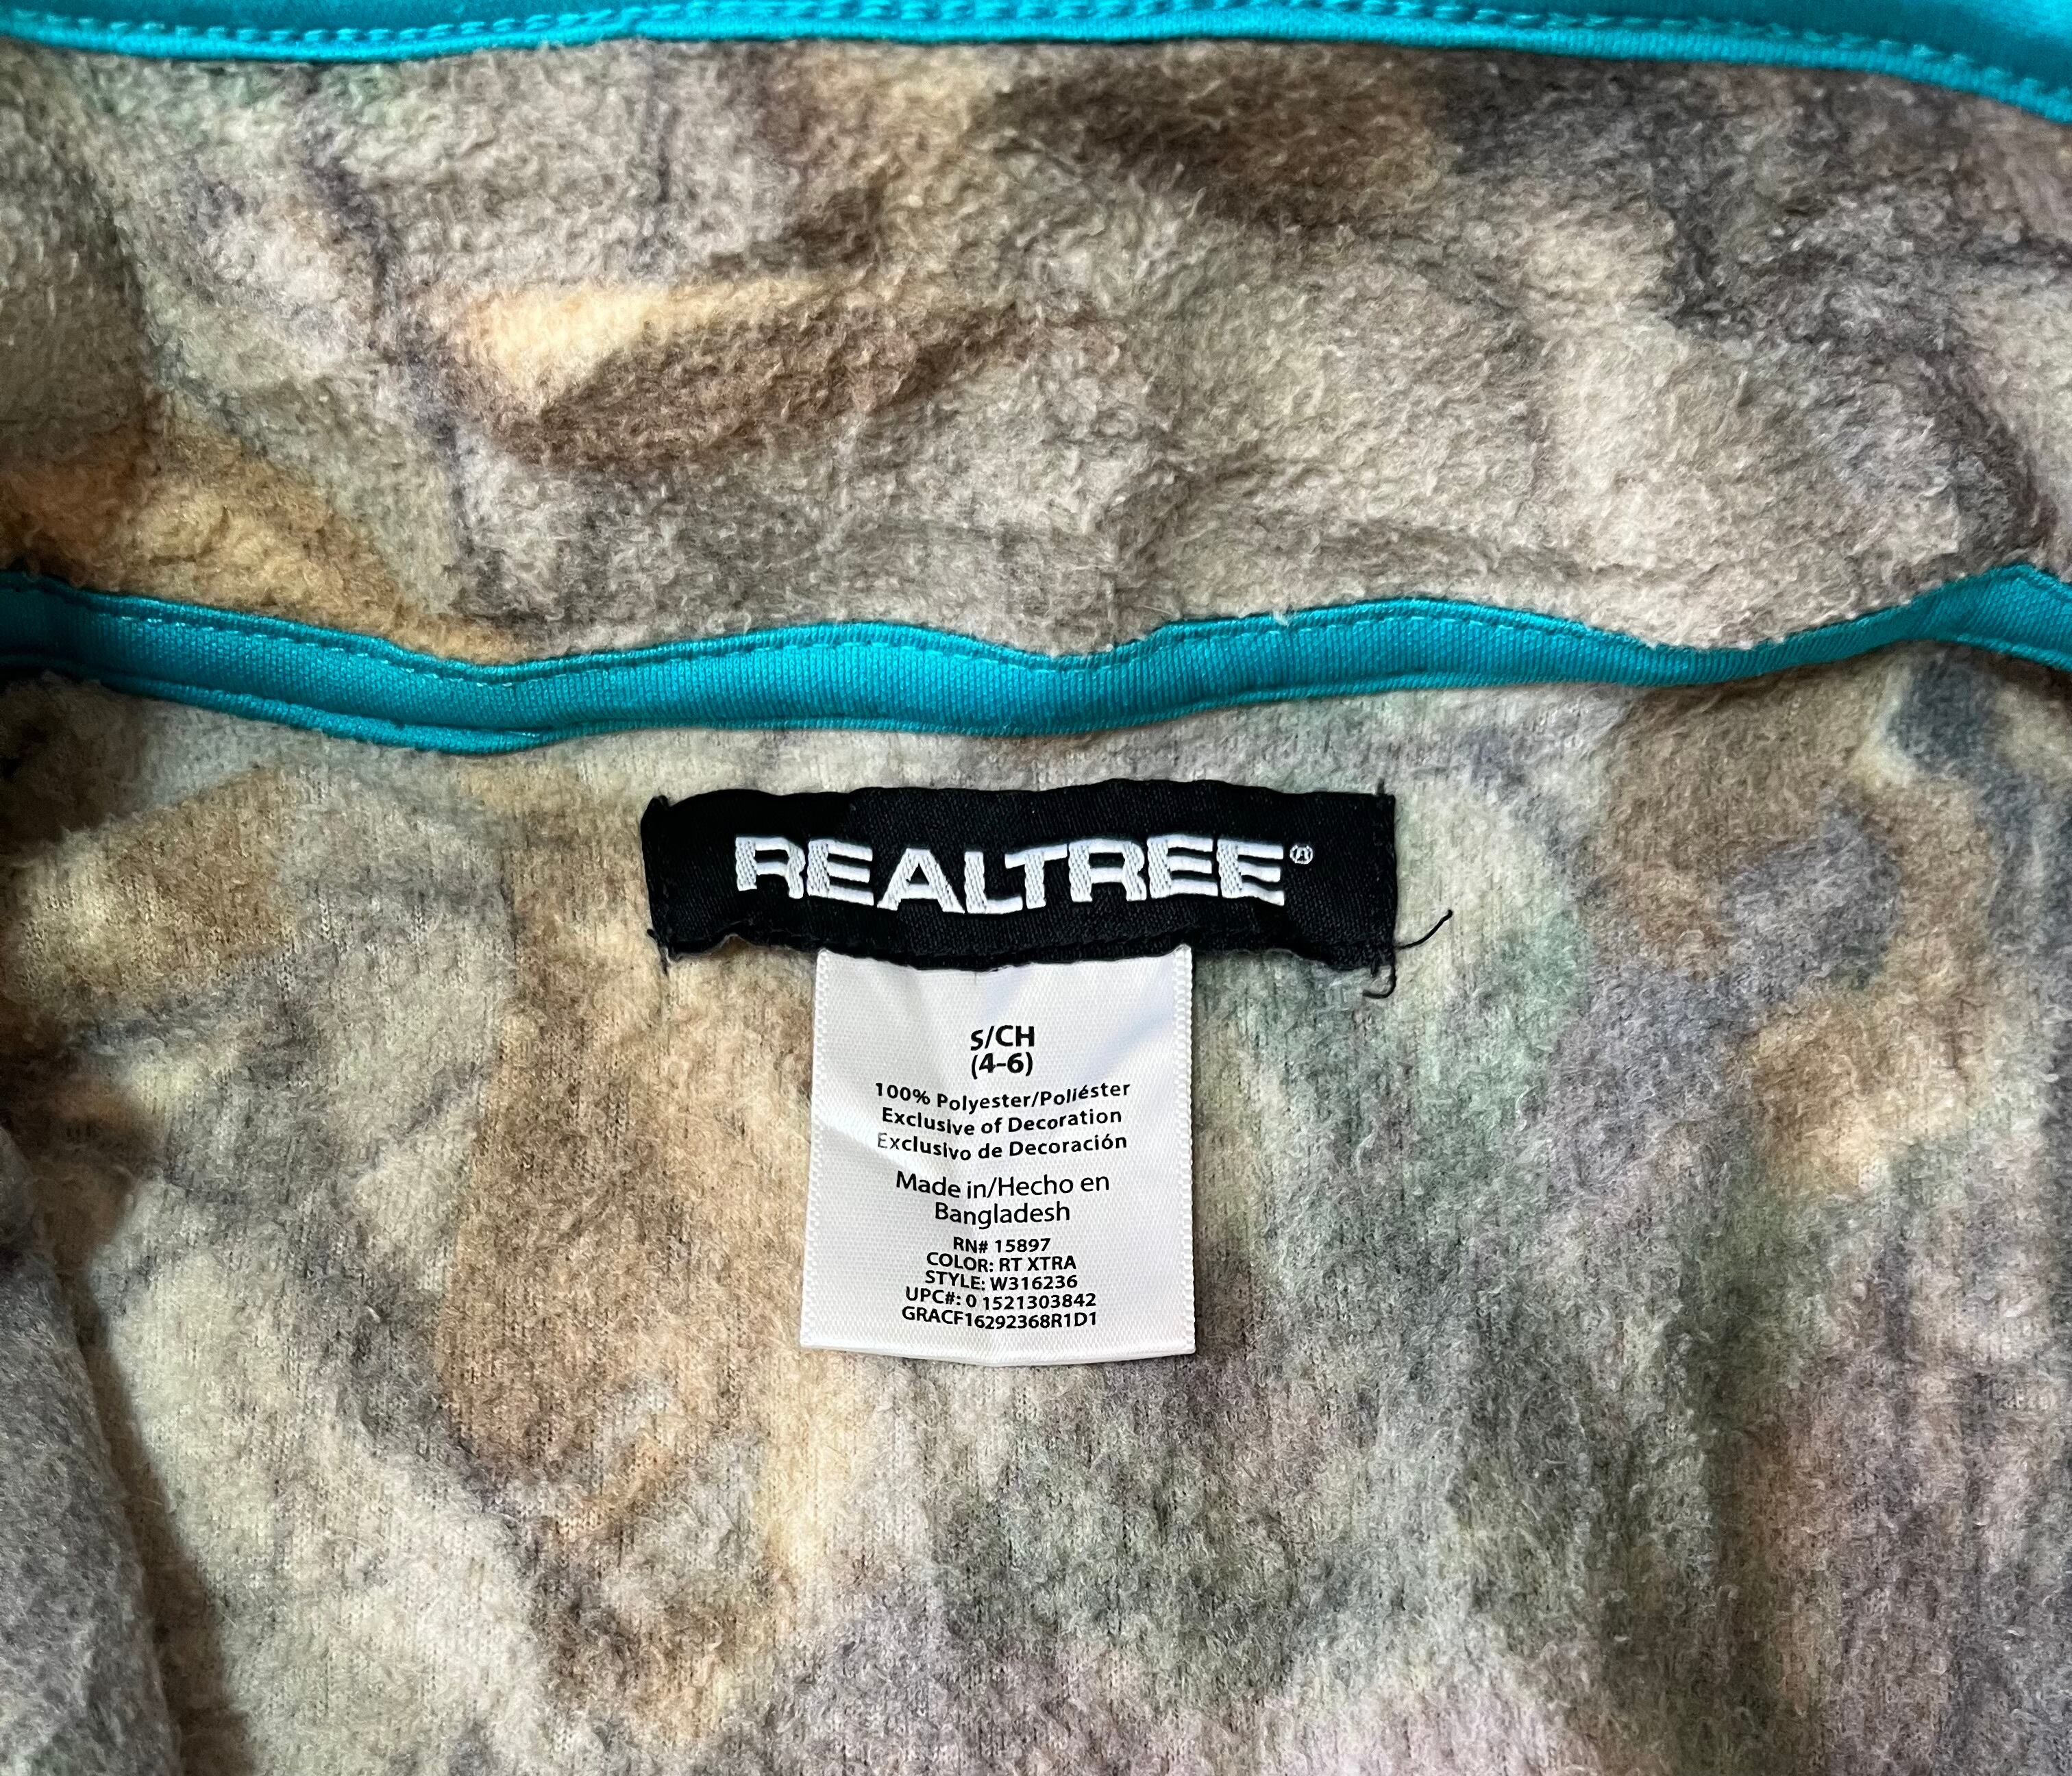 REALTREE®
S/CH
(4-6)
100% Polyester/Poliéster
Exclusive of Decoration
Exclusivo de Decoración
Made in/Hecho en
Bangladesh
RN# 15897
COLOR: RT XTRA
STYLE: W316236
UPC#: 0 1521303842
GRACF16292368R1D1